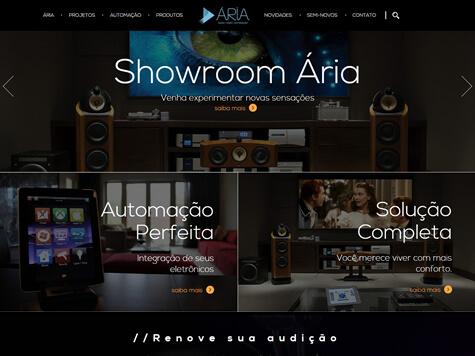 ÁRIA PROJETOS AUTOMAÇÃO PRODUTOS ÁRIA NOVIDADES SEMI-NOVOS CONTATO
Showroom Ária
Venha experimentar novas sensações
saiba mais
Automação
Perfeita
Integração de seus
eletrônicos
saiba mais
Solução
Completa
Você merece viver com mais
conforto.
saiba mais
//Renove sua audição